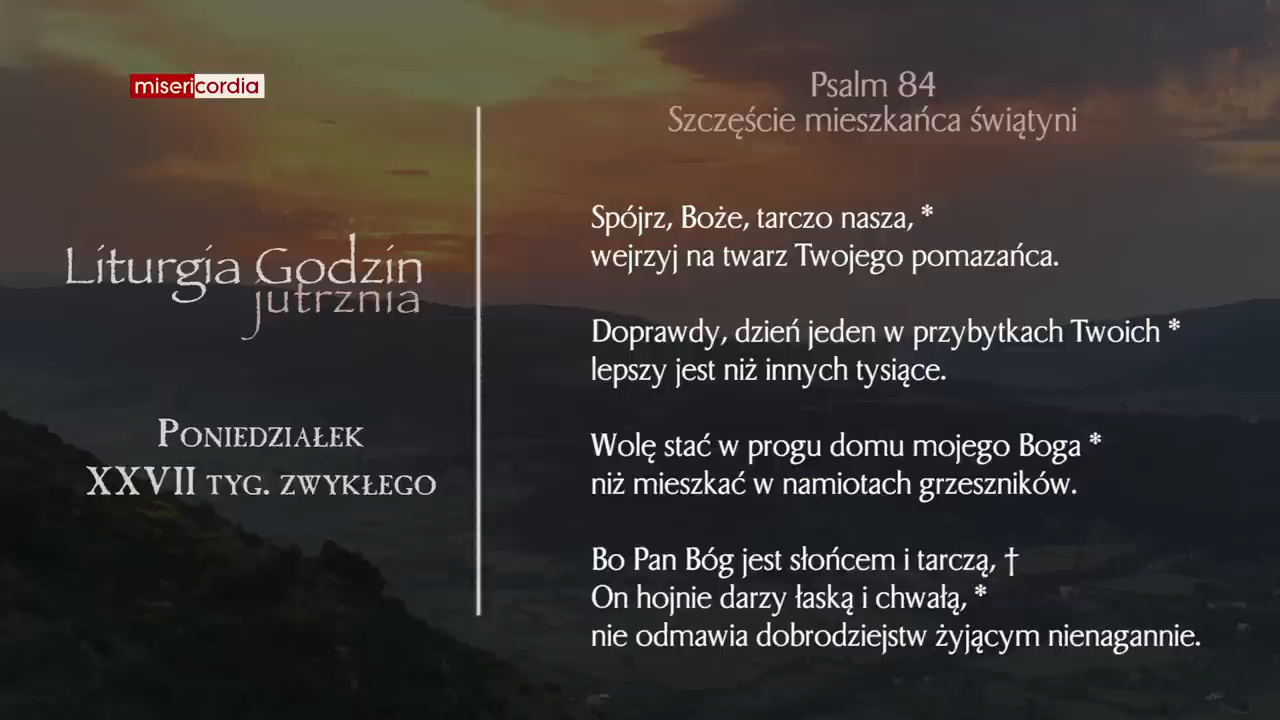 misericordia
Liturgia Godzin
jutrznia
Poniedziałek
XXVII tyg. zwykłego
Psalm 84
Szczęście mieszkańca świątyni
Spójrz, Boże, tarczo nasza, *
wejrzyj na twarz Twojego pomazańca.
Doprawdy, dzień jeden w przybytkach Twoich *
lepszy jest niż innych tysiące.
Wolę stać w progu domu mojego Boga *
niż mieszkać w namiotach grzeszników.
Bo Pan Bóg jest słońcem i tarczą, †
On hojnie darzy łaską i chwałą, *
nie odmawia dobrodziejstw żyjącym nienagannie.